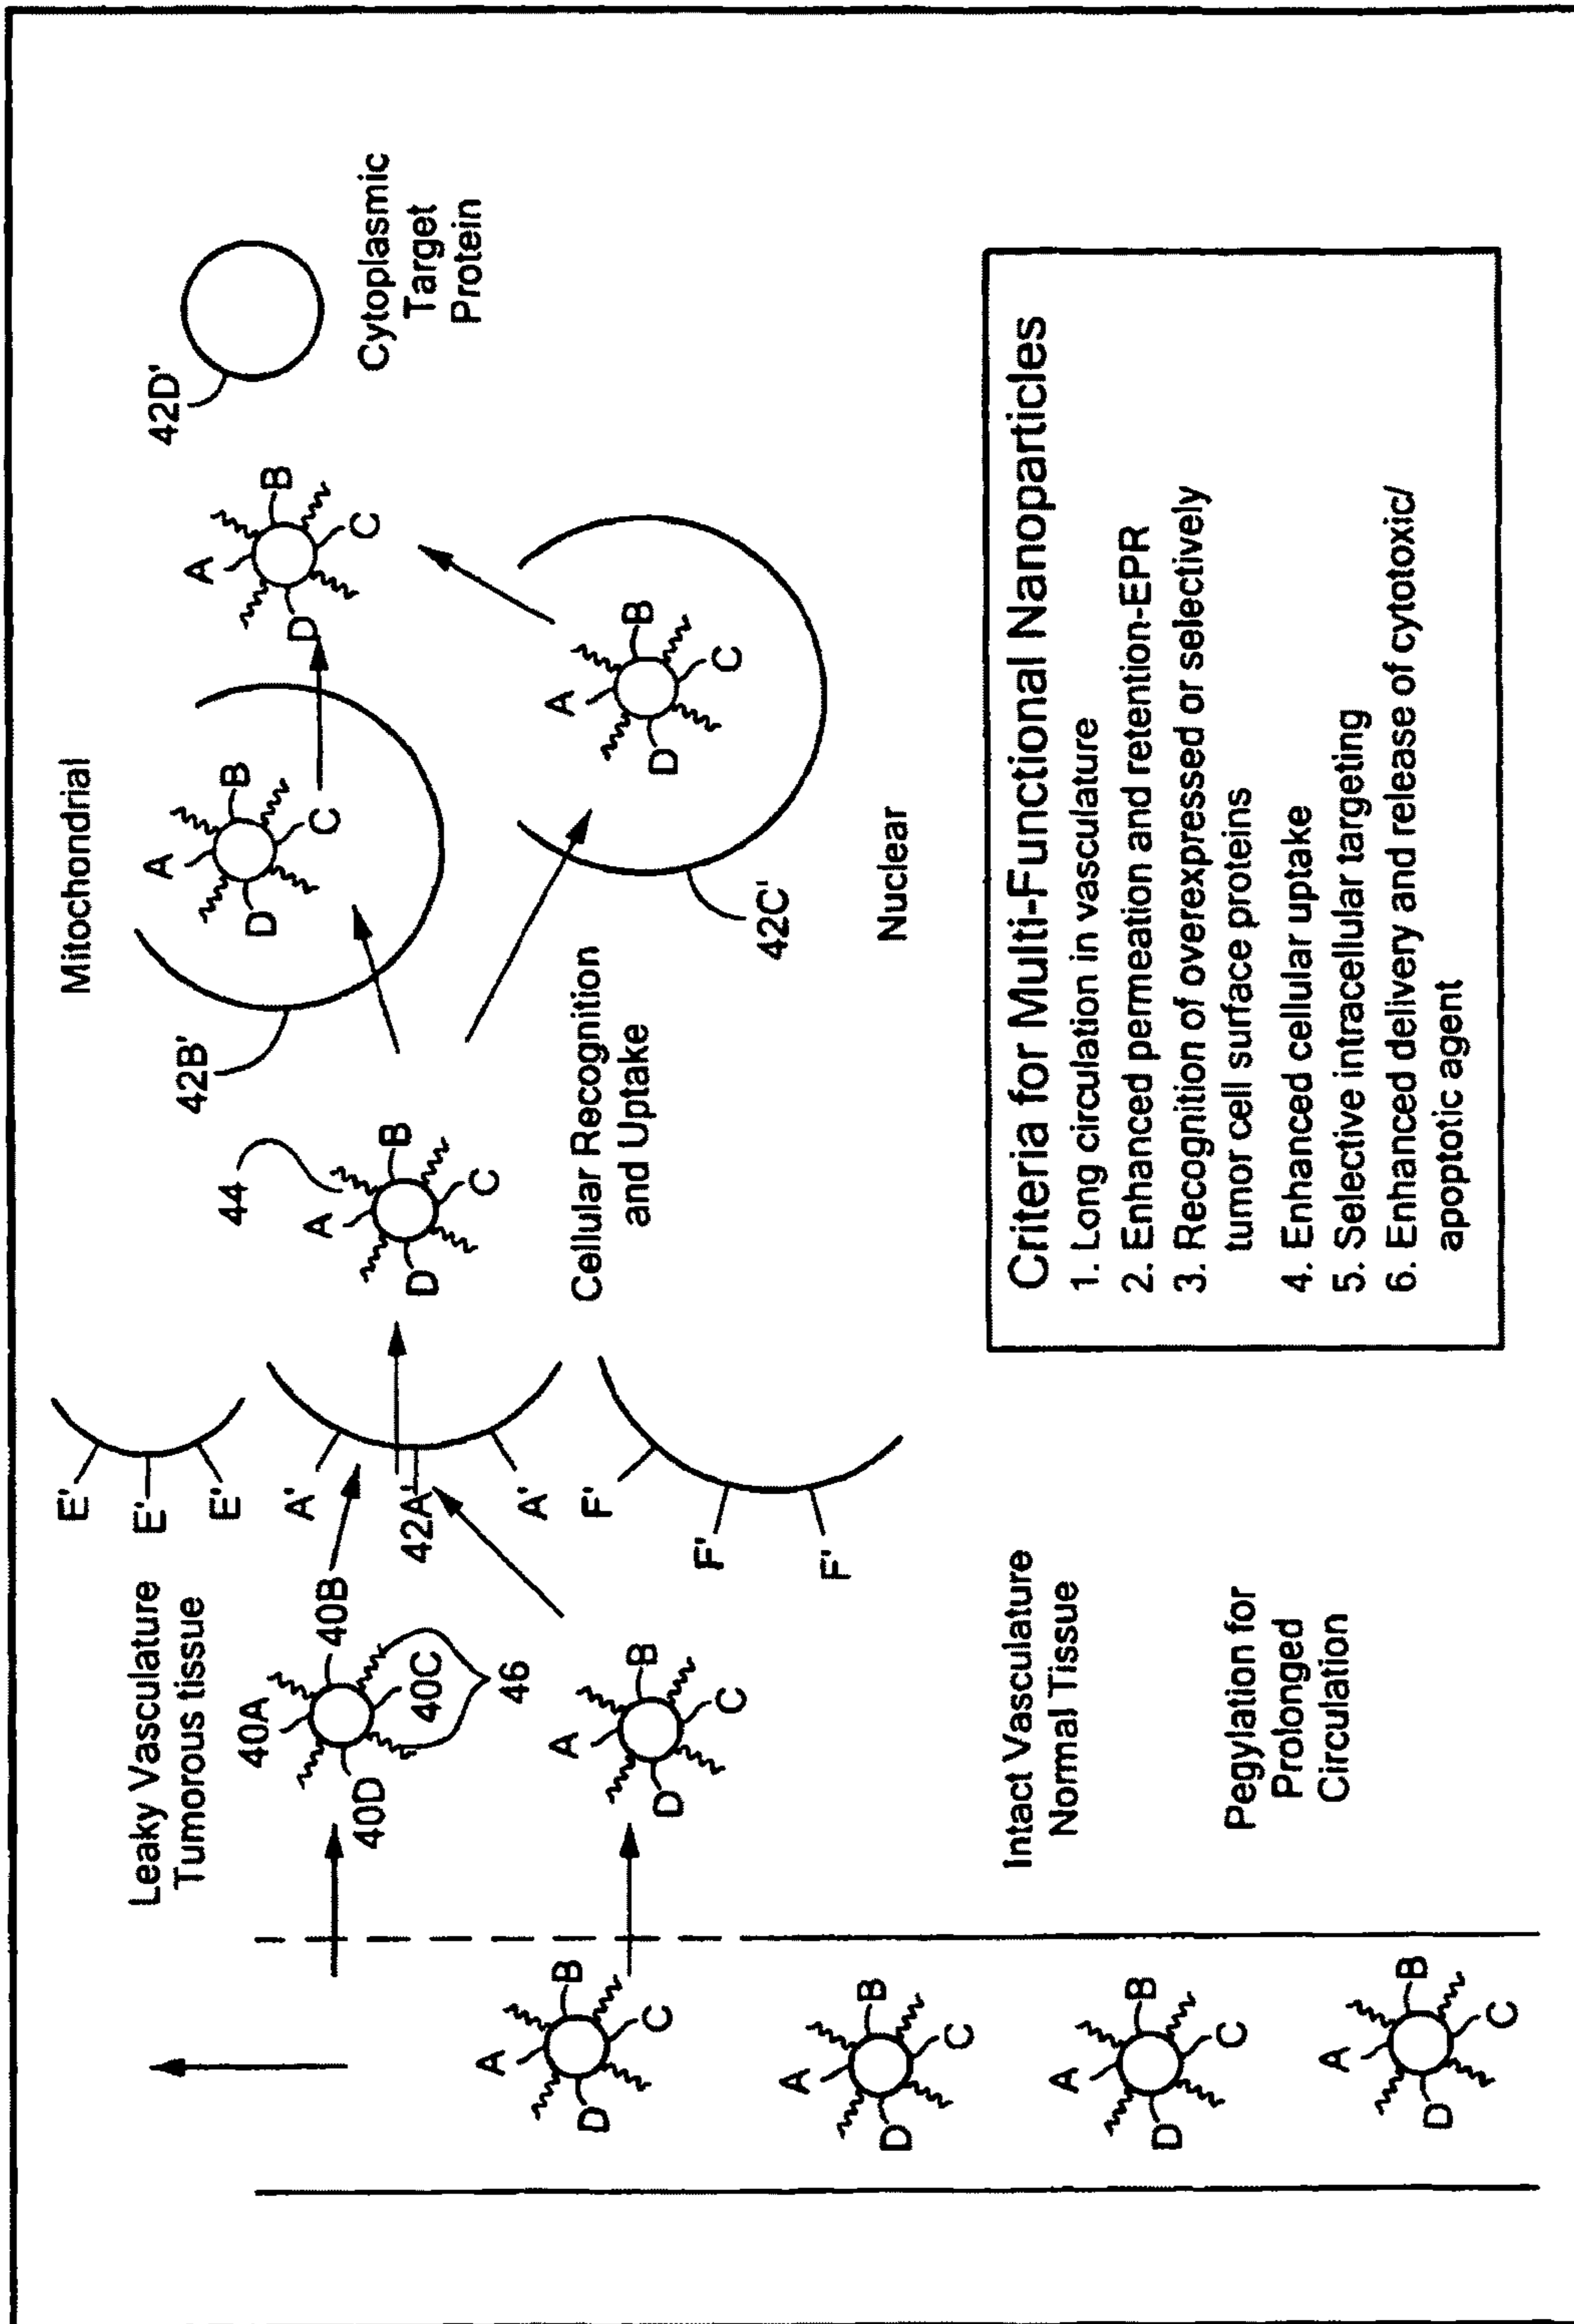 Leaky Vasculature
Tumorous tissue
40A
40B
40C
40D
46
A
B
C
D
A
B
C
D
A
B
C
D
A
B
C
D
A
B
C
D
Intact Vasculature
Normal Tissue
Pegylation for
Prolonged
Circulation
E'
E'
E'
A'
42A'
A'
F'
F'
F'
44
A
B
C
D
Cellular Recognition
and Uptake
Mitochondrial
42B'
A
B
C
D
42C'
A
B
C
D
Nuclear
A
B
C
D
42D'
Cytoplasmic
Target
Protein
Criteria for Multi-Functional Nanoparticles
1. Long circulation in vasculature
2. Enhanced permeation and retention-EPR
3. Recognition of overexpressed or selectively
tumor cell surface proteins
4. Enhanced cellular uptake
5. Selective intracellular targeting
6. Enhanced delivery and release of cytotoxic/
apoptotic agent